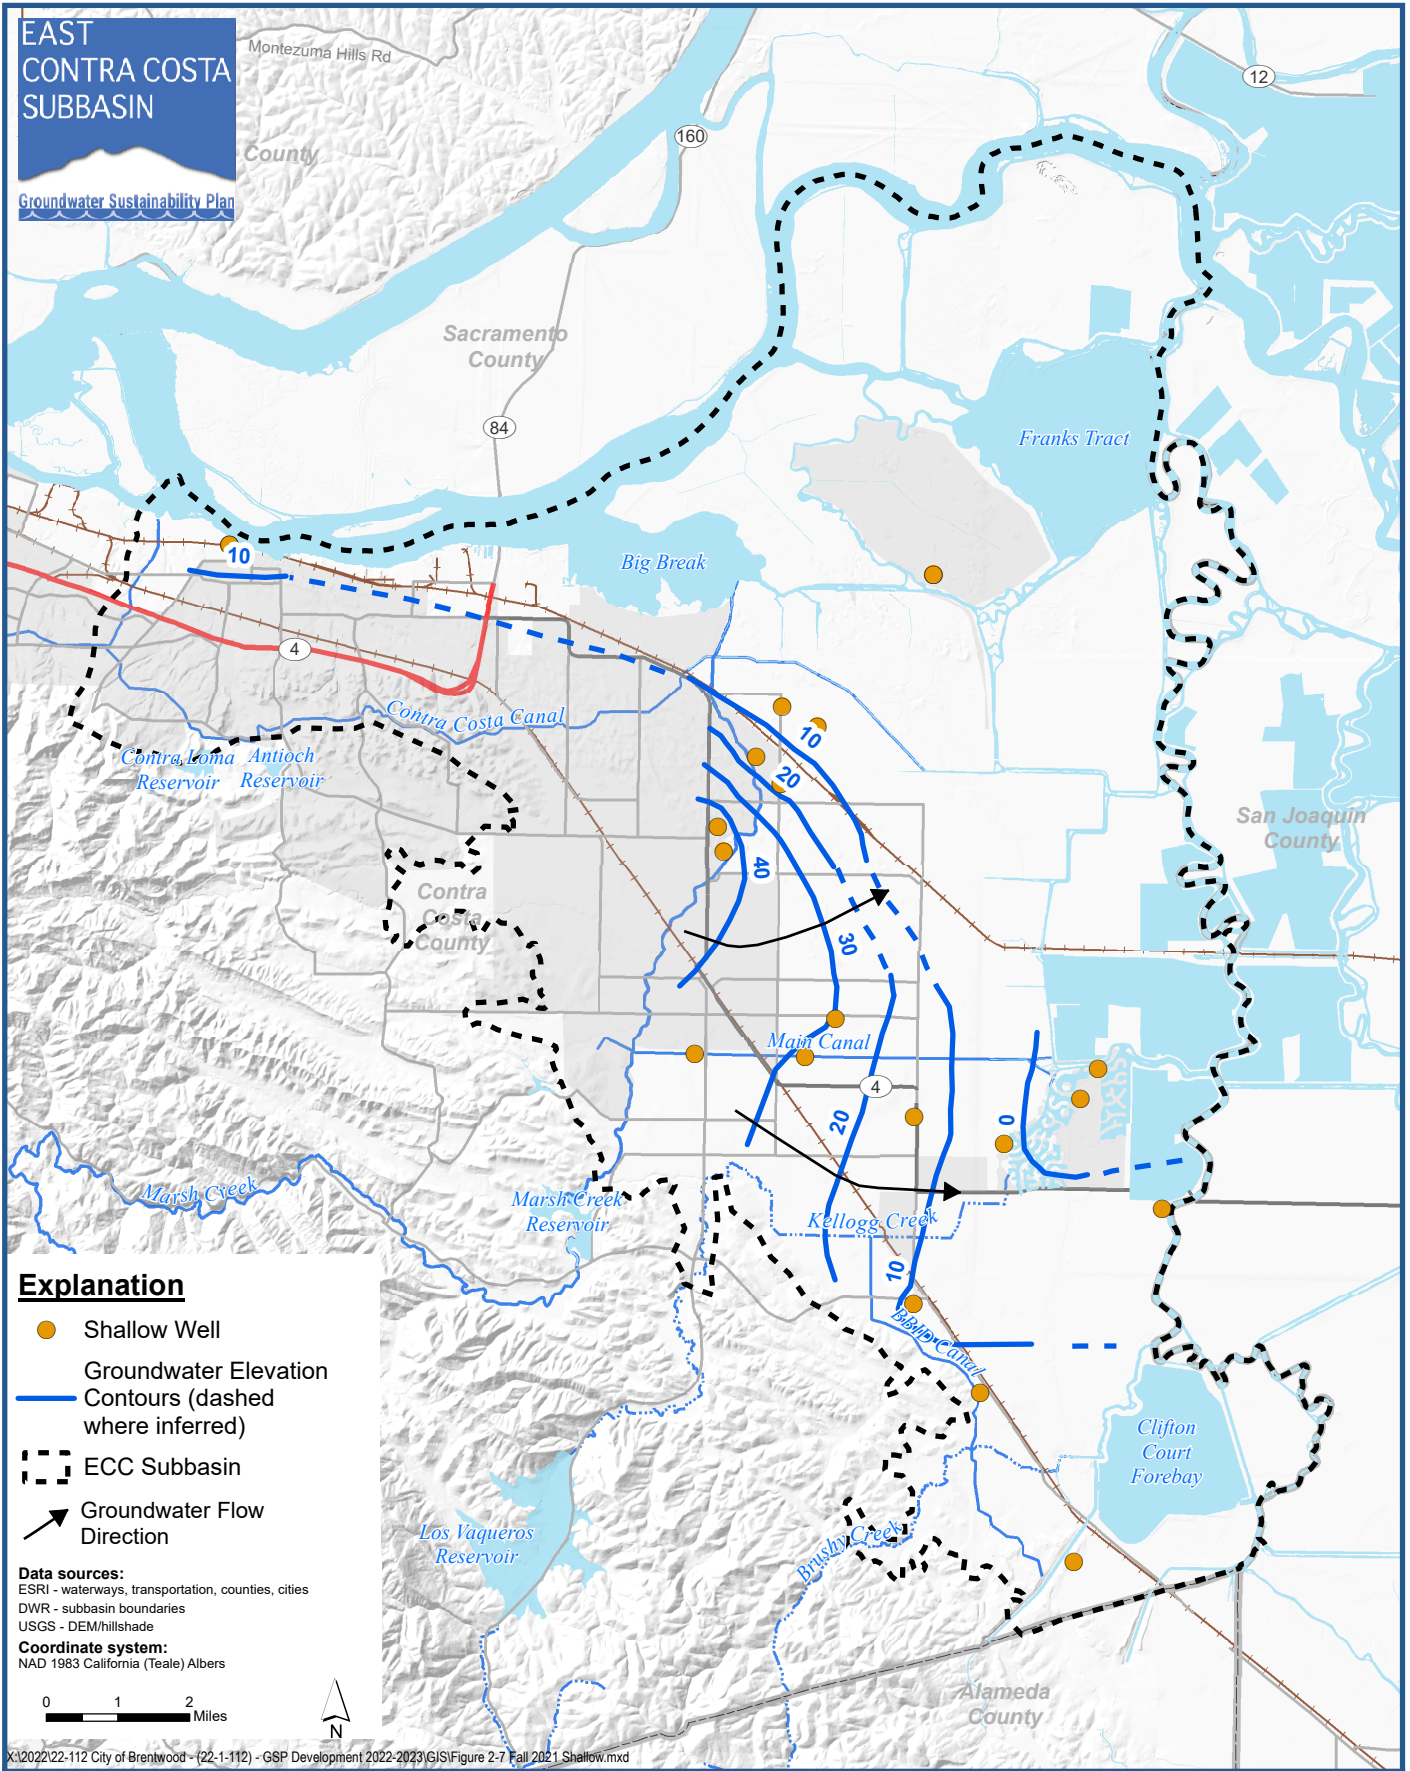 EAST
CONTRA COSTA
SUBBASIN
Groundwater Sustainability Plan
Montezuma Hills Rd
County
12
160
Sacramento
County
84
Franks Tract
Big Break
10
4
Contra Costa Canal
Contra Loma
Reservoir
Antioch
Reservoir
10
20
San Joaquin
County
40
Contra
Costa
County
30
Main Canal
4
20
0
Marsh Creek
Marsh Creek
Reservoir
Kellogg Creek
10
BBID Canal
Clifton
Court
Forebay
Los Vaqueros
Reservoir
Brushy Creek
Alameda
County
Explanation
Shallow Well
Groundwater Elevation
Contours (dashed
where inferred)
ECC Subbasin
Groundwater Flow
Direction
Data sources:
ESRI - waterways, transportation, counties, cities
DWR - subbasin boundaries
USGS - DEM/hillshade
Coordinate system:
NAD 1983 California (Teale) Albers
0 1 2
Miles
N
X:\2022\22-112 City of Brentwood - (22-1-112) - GSP Development 2022-2023\GIS\Figure 2-7 Fall 2021 Shallow.mxd